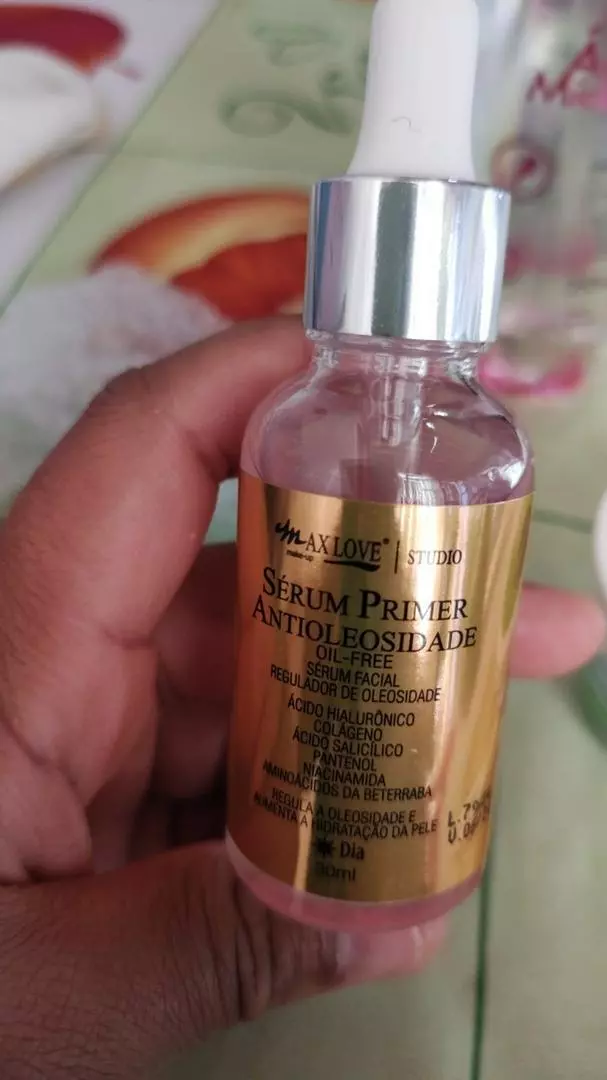 MAX LOVE® | STUDIO
make-up
SÉRUM PRIMER
ANTIOLEOSIDADE
OIL-FREE
SÉRUM FACIAL
REGULADOR DE OLEOSIDADE
ÁCIDO HIALURÔNICO
COLÁGENO
ÁCIDO SALICÍLICO
PANTENOL
NIACINAMIDA
AMINOÁCIDOS DA BETERRABA
REGULA A OLEOSIDADE E
AUMENTA A HIDRATAÇÃO DA PELE
Dia
30ml